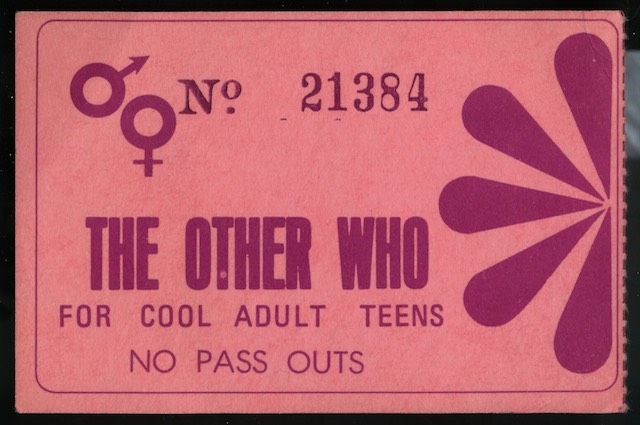 Nº 21384
THE OTHER WHO
FOR COOL ADULT TEENS
NO PASS OUTS